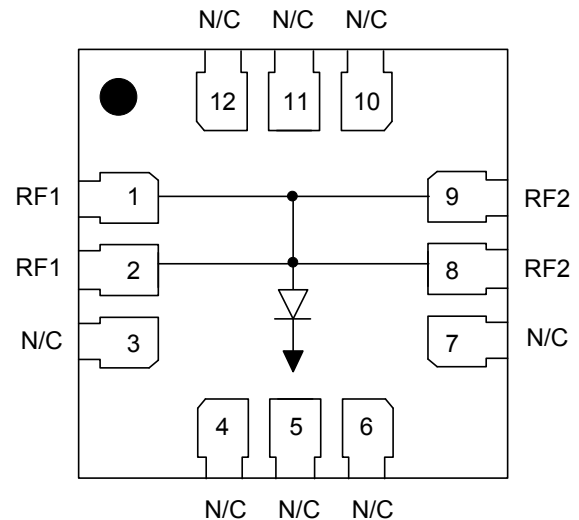 N/C N/C N/C
12 11 10
RF1 1 9 RF2
RF1 2 8 RF2
N/C 3 7 N/C
4 5 6
N/C N/C N/C